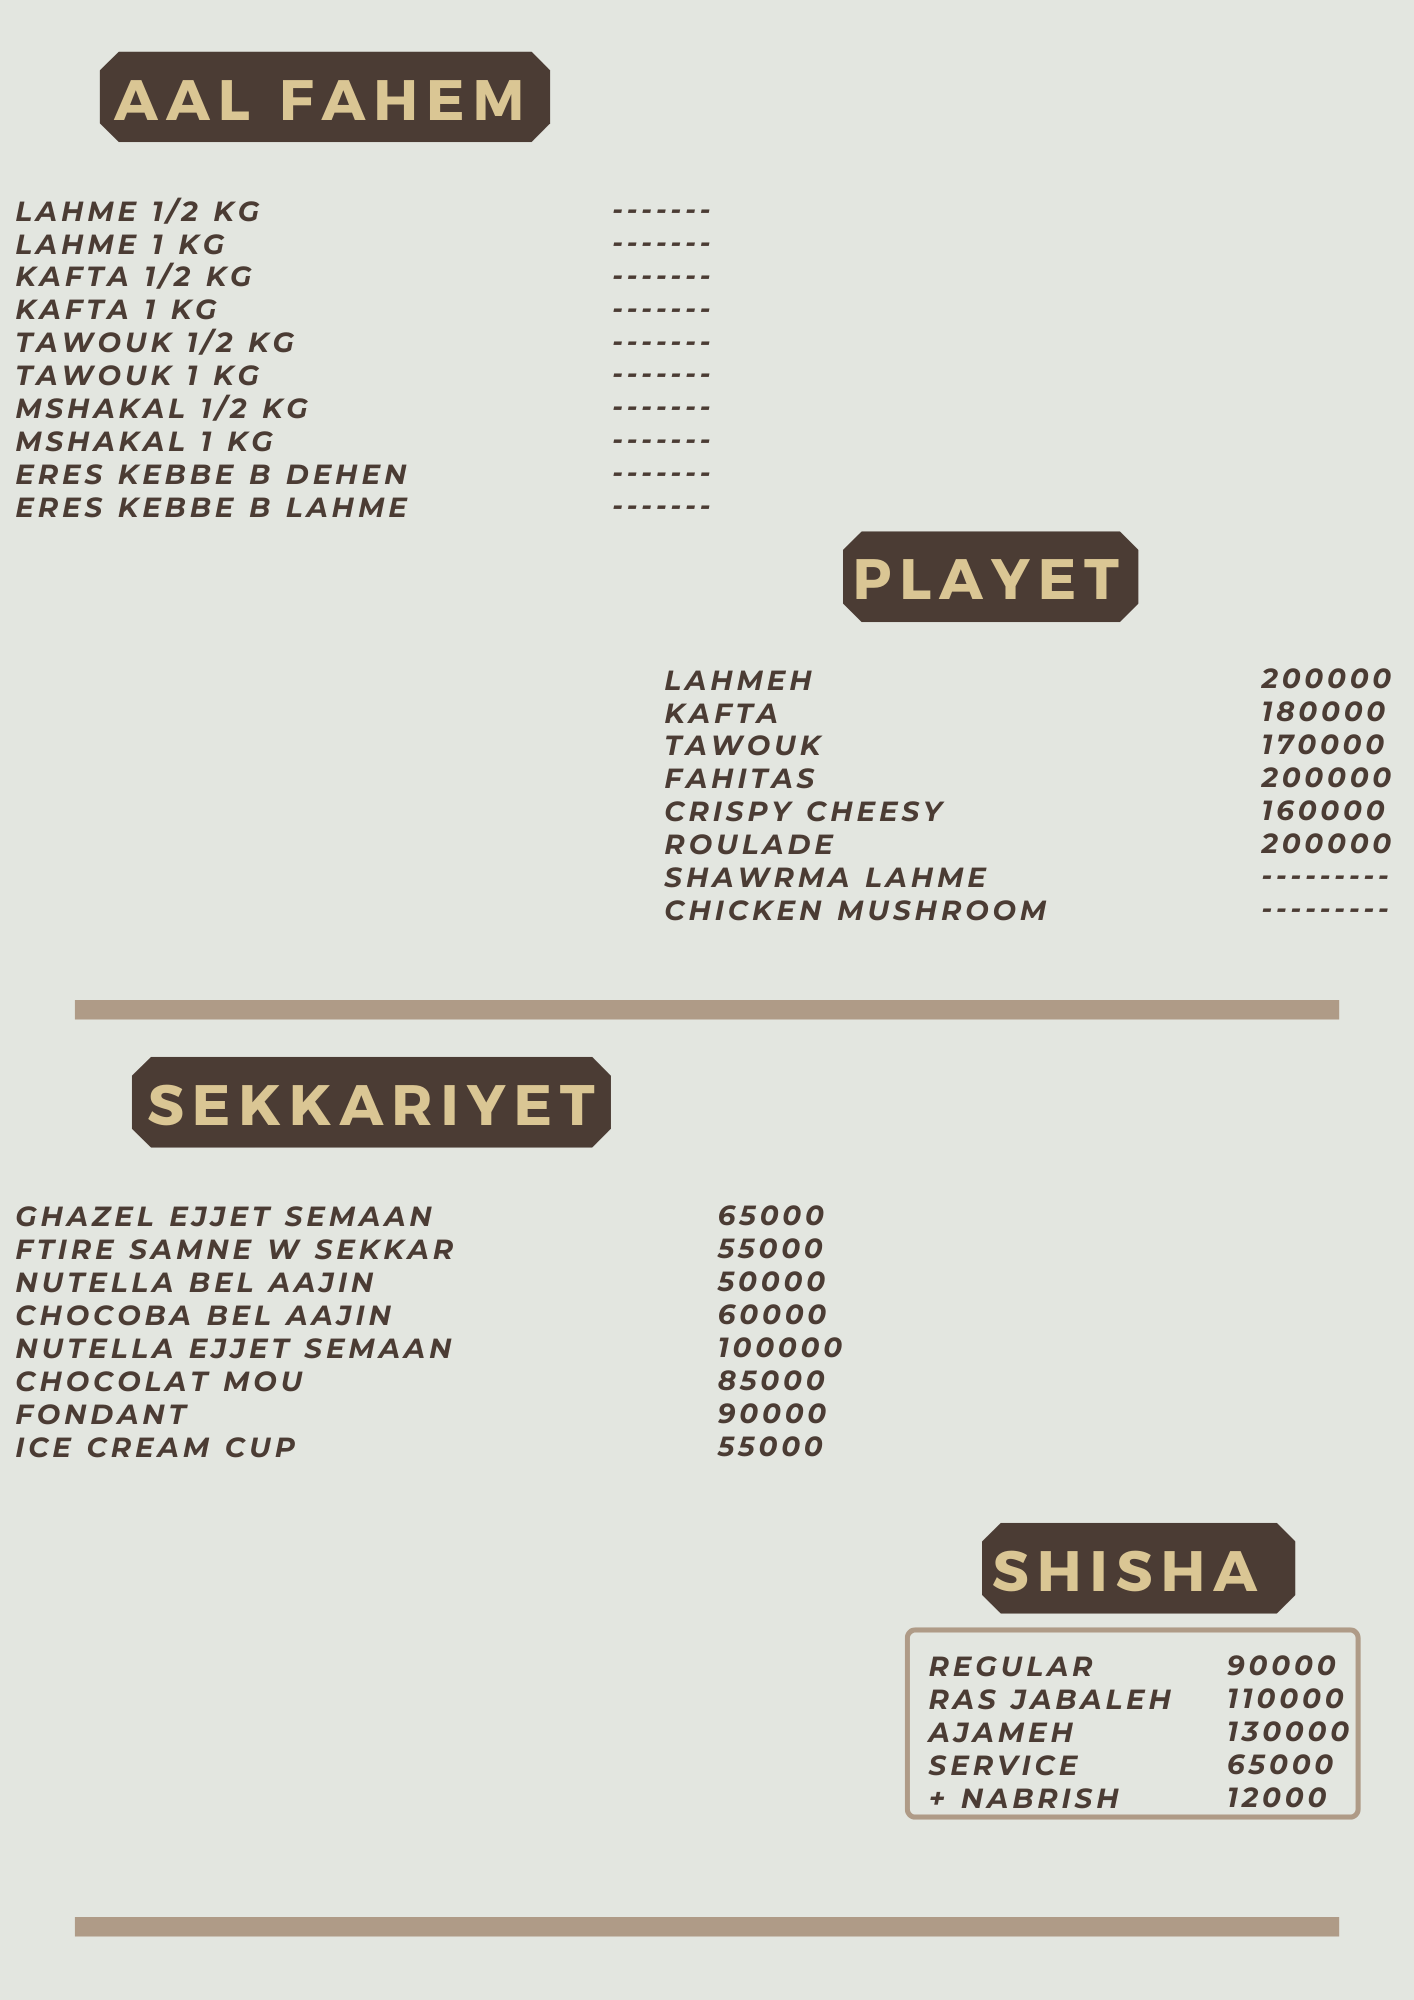 AAL FAHEM
LAHME 1/2 KG -------
LAHME 1 KG -------
KAFTA 1/2 KG -------
KAFTA 1 KG -------
TAWOUK 1/2 KG -------
TAWOUK 1 KG -------
MSHAKAL 1/2 KG -------
MSHAKAL 1 KG -------
ERES KEBBE B DEHEN -------
ERES KEBBE B LAHME -------
PLAYET
LAHMEH 200000
KAFTA 180000
TAWOUK 170000
FAHITAS 200000
CRISPY CHEESY 160000
ROULADE 200000
SHAWRMA LAHME ---------
CHICKEN MUSHROOM ---------
SEKKARIYET
GHAZEL EJJET SEMAAN 65000
FTIRE SAMNE W SEKKAR 55000
NUTELLA BEL AAJIN 50000
CHOCOBA BEL AAJIN 60000
NUTELLA EJJET SEMAAN 100000
CHOCOLAT MOU 85000
FONDANT 90000
ICE CREAM CUP 55000
SHISHA
REGULAR 90000
RAS JABALEH 110000
AJAMEH 130000
SERVICE 65000
+ NABRISH 12000